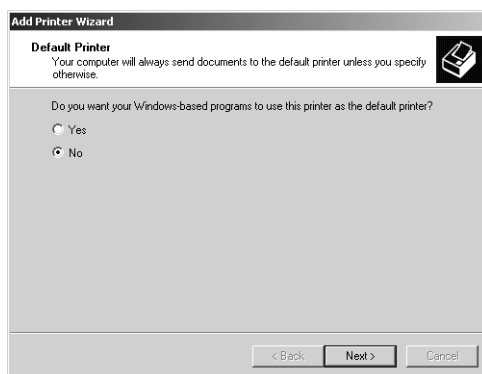 Add Printer Wizard
Default Printer
Your computer will always send documents to the default printer unless you specify
otherwise.
Do you want your Windows-based programs to use this printer as the default printer?
Yes
No
< Back
Next >
Cancel